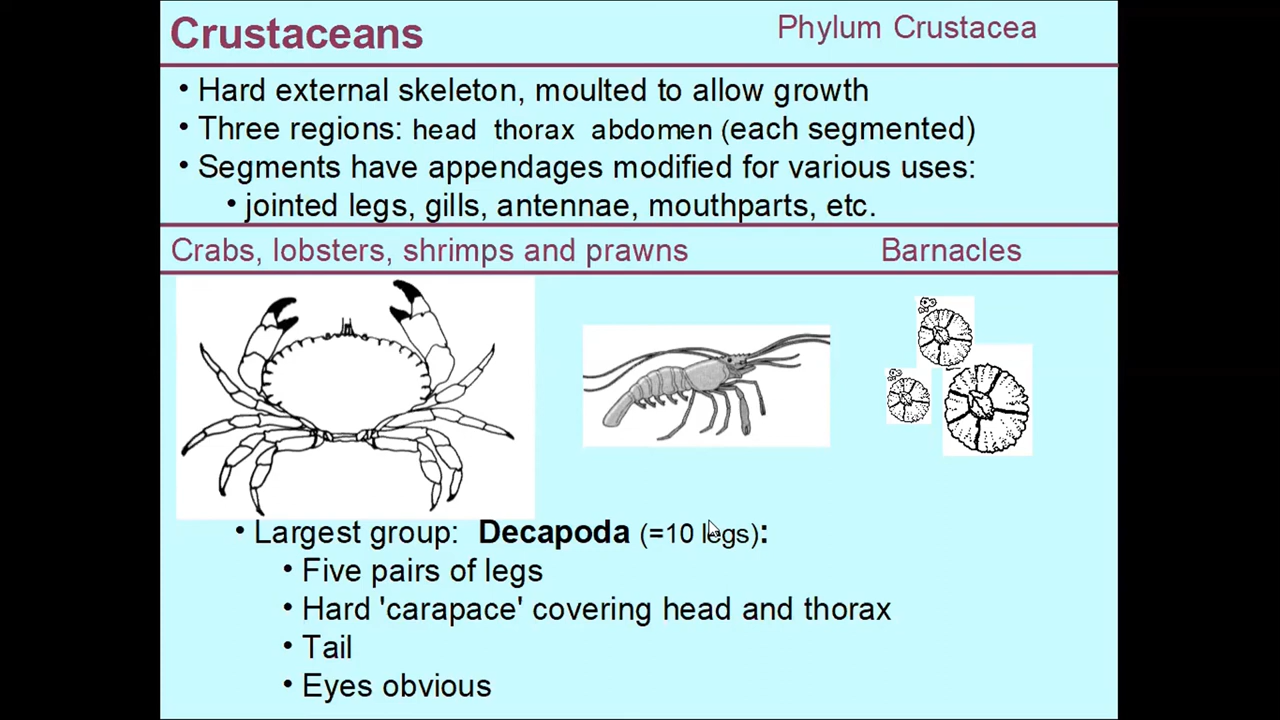 Crustaceans
Phylum Crustacea
• Hard external skeleton, moulted to allow growth
• Three regions: head thorax abdomen (each segmented)
• Segments have appendages modified for various uses:
• jointed legs, gills, antennae, mouthparts, etc.
Crabs, lobsters, shrimps and prawns
Barnacles
• Largest group: Decapoda (=10 legs):
• Five pairs of legs
• Hard 'carapace' covering head and thorax
• Tail
• Eyes obvious